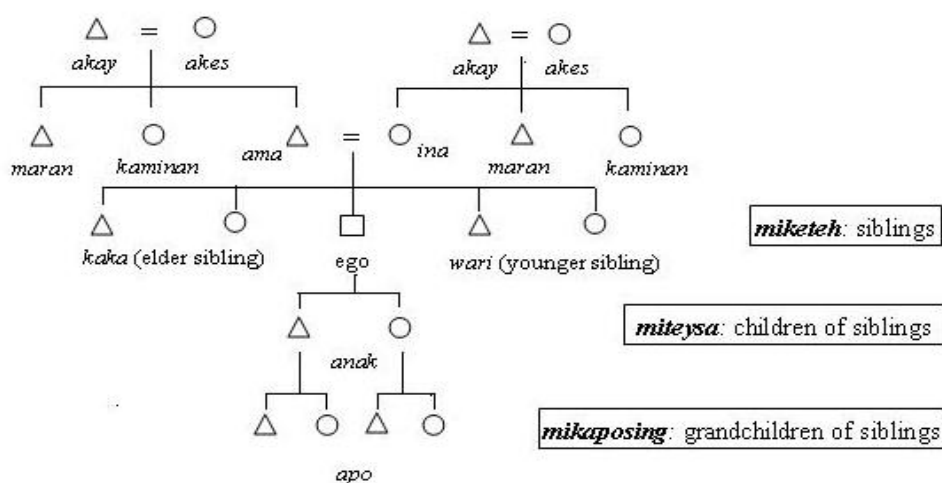 akay = akes akay = akes
maran kaminan ama = ina maran kaminan
miketeh: siblings
kaka (elder sibling) ego wari (younger sibling)
miteysa: children of siblings
anak
mikaposing: grandchildren of siblings
apo